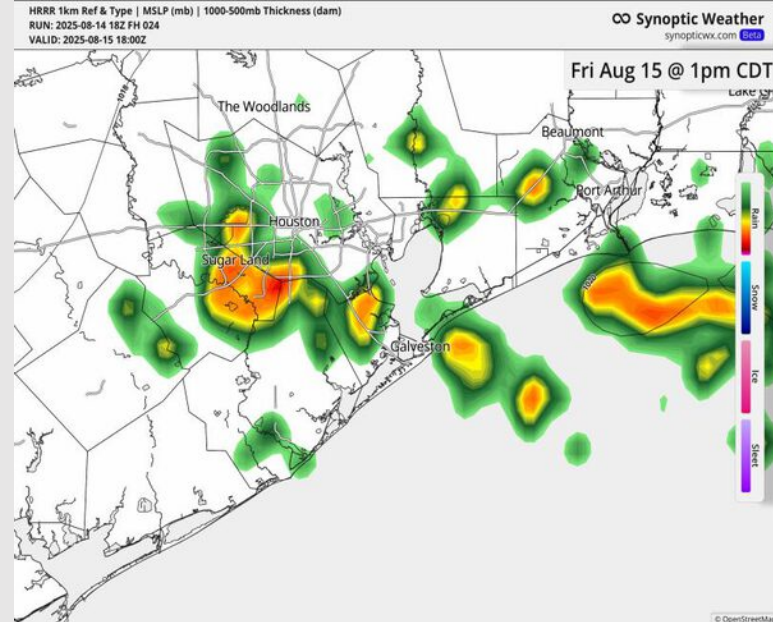 HRRR 1km Ref & Type | MSLP (mb) | 1000-500mb Thickness (dam)
RUN: 2025-08-14 18Z FH 024
VALID: 2025-08-15 18:00Z
Synoptic Weather
synopticwx.com Beta
Fri Aug 15 @ 1pm CDT
The Woodlands
Beaumont
Port Arthur
Houston
Sugar Land
Galveston
1020
Rain
Snow
Ice
Sleet
© OpenStreetMa